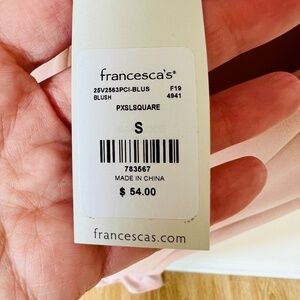 francesca's®
25V2563PCI-BLUS F19
BLUSH 4941
PXSLSQUARE
S
783567
MADE IN CHINA
$ 54.00
francescas.com